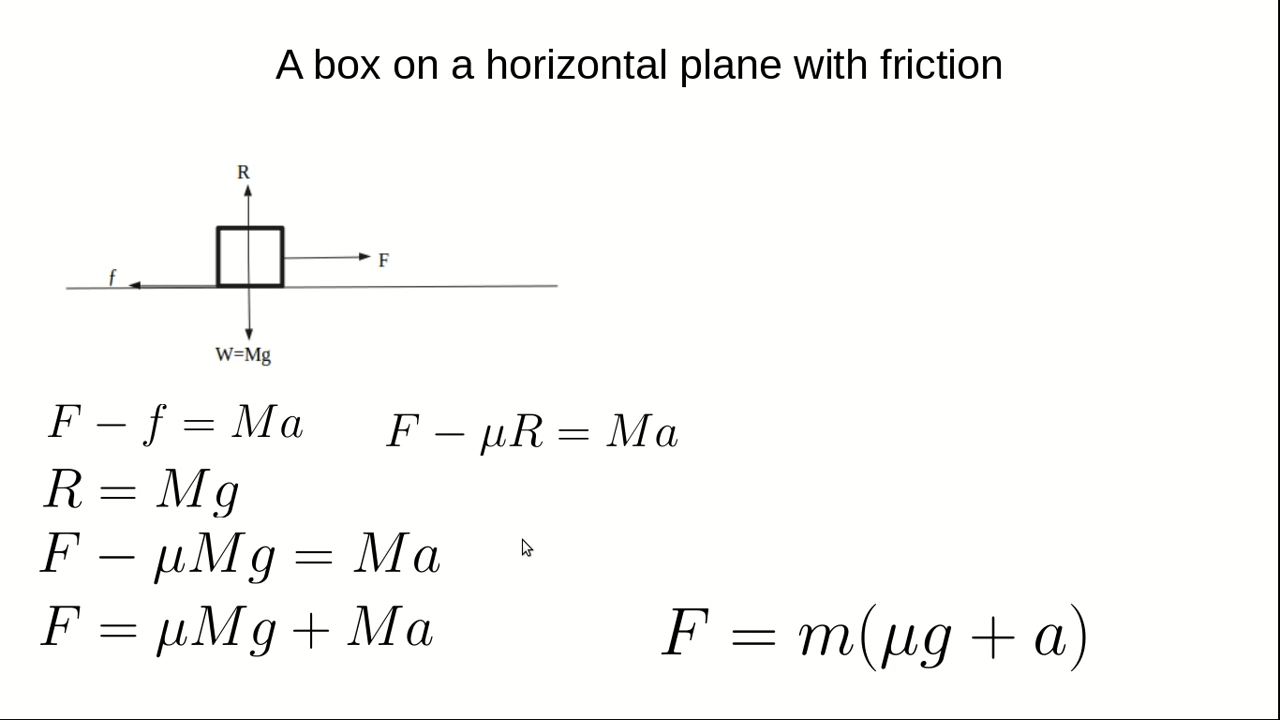 A box on a horizontal plane with friction
R
F
f
W=Mg
F − f = Ma
F − μR = Ma
R = Mg
F − μMg = Ma
F = μMg + Ma
F = m(μg + a)